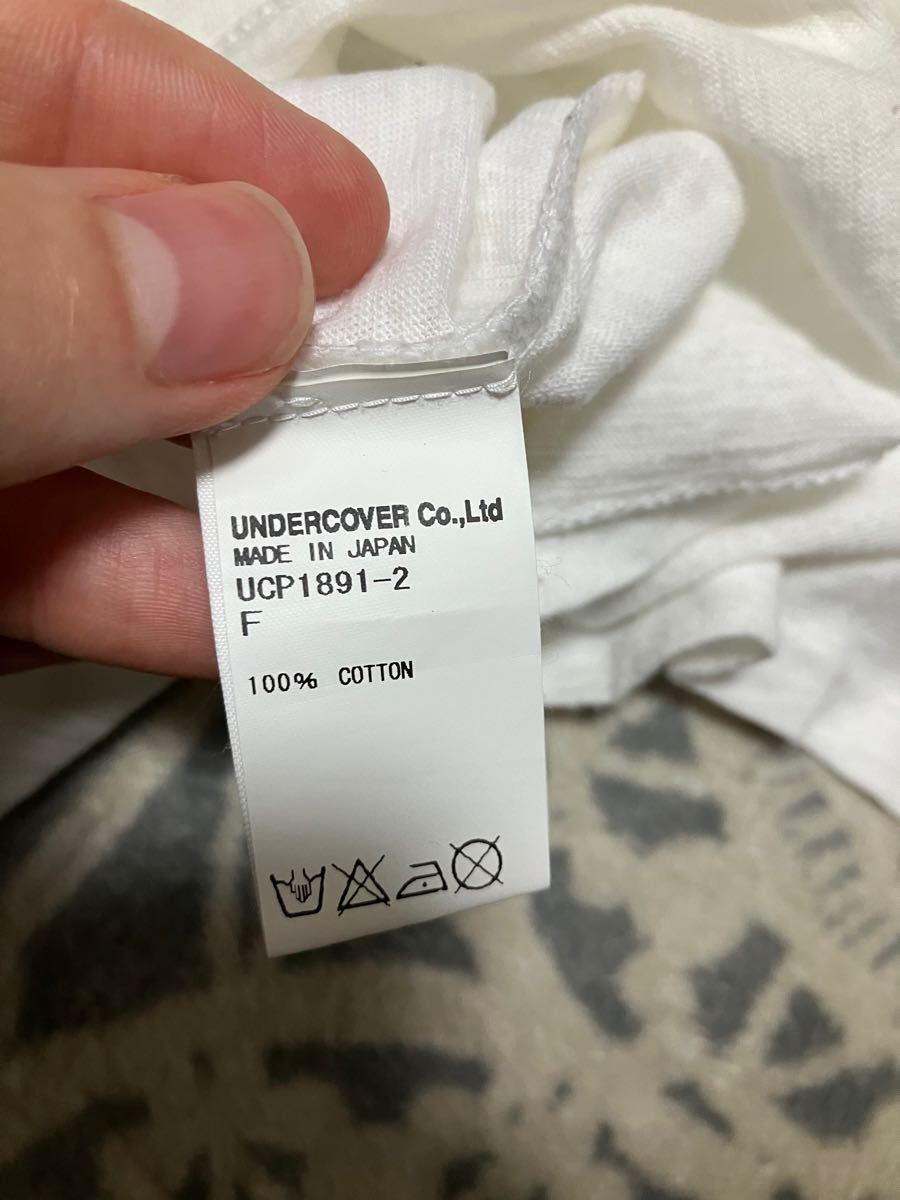 UNDERCOVER Co.,Ltd
MADE IN JAPAN
UCP1891-2
F
100% COTTON